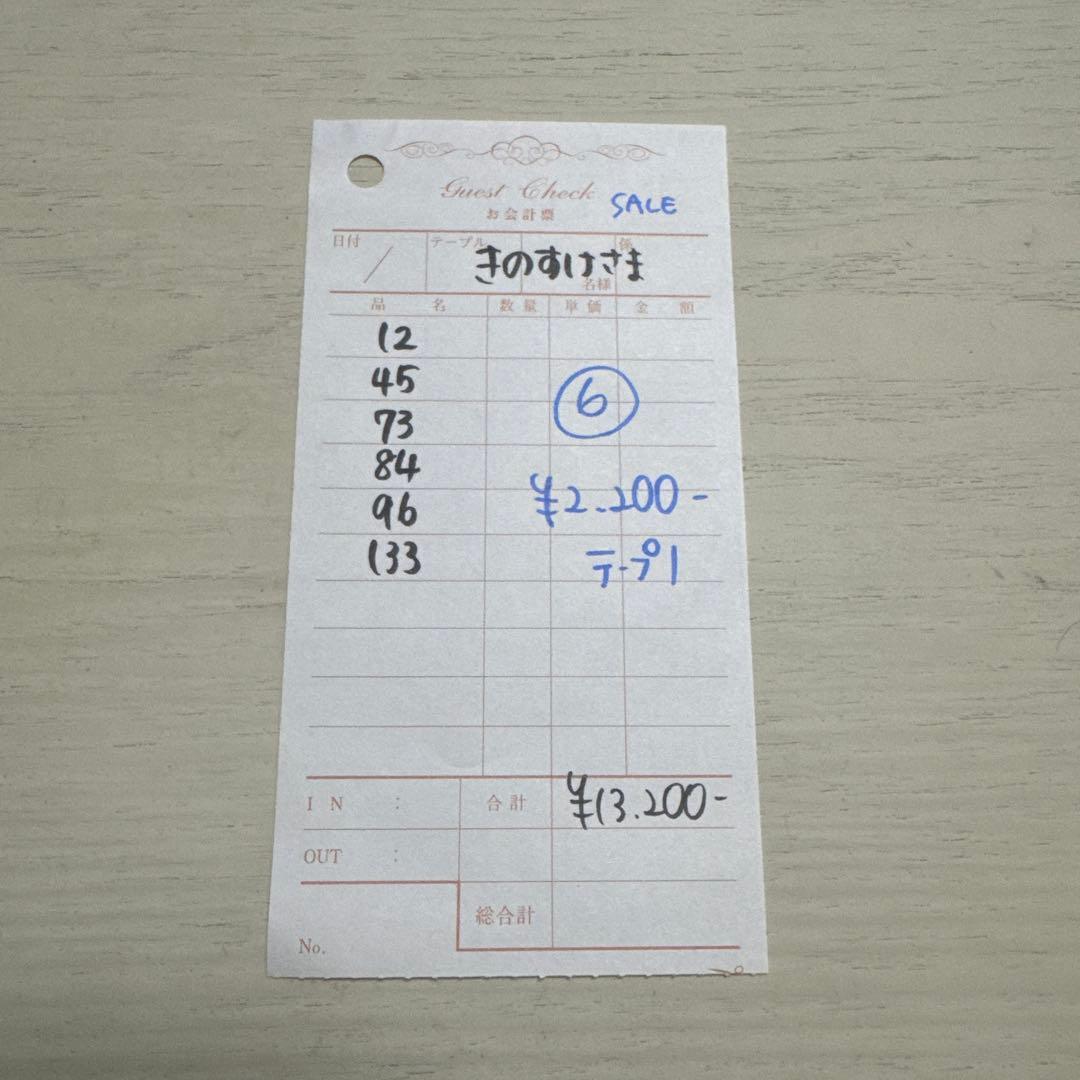 Guest Check
お会計票
SALE
日付 / テーブル 名様 係
きのすけさま
品名 数量 単価 金額
12
45
73
84
96
133
⑥
¥2.200-
テープ1
IN : 合計 ¥13.200-
OUT :
総合計
No.